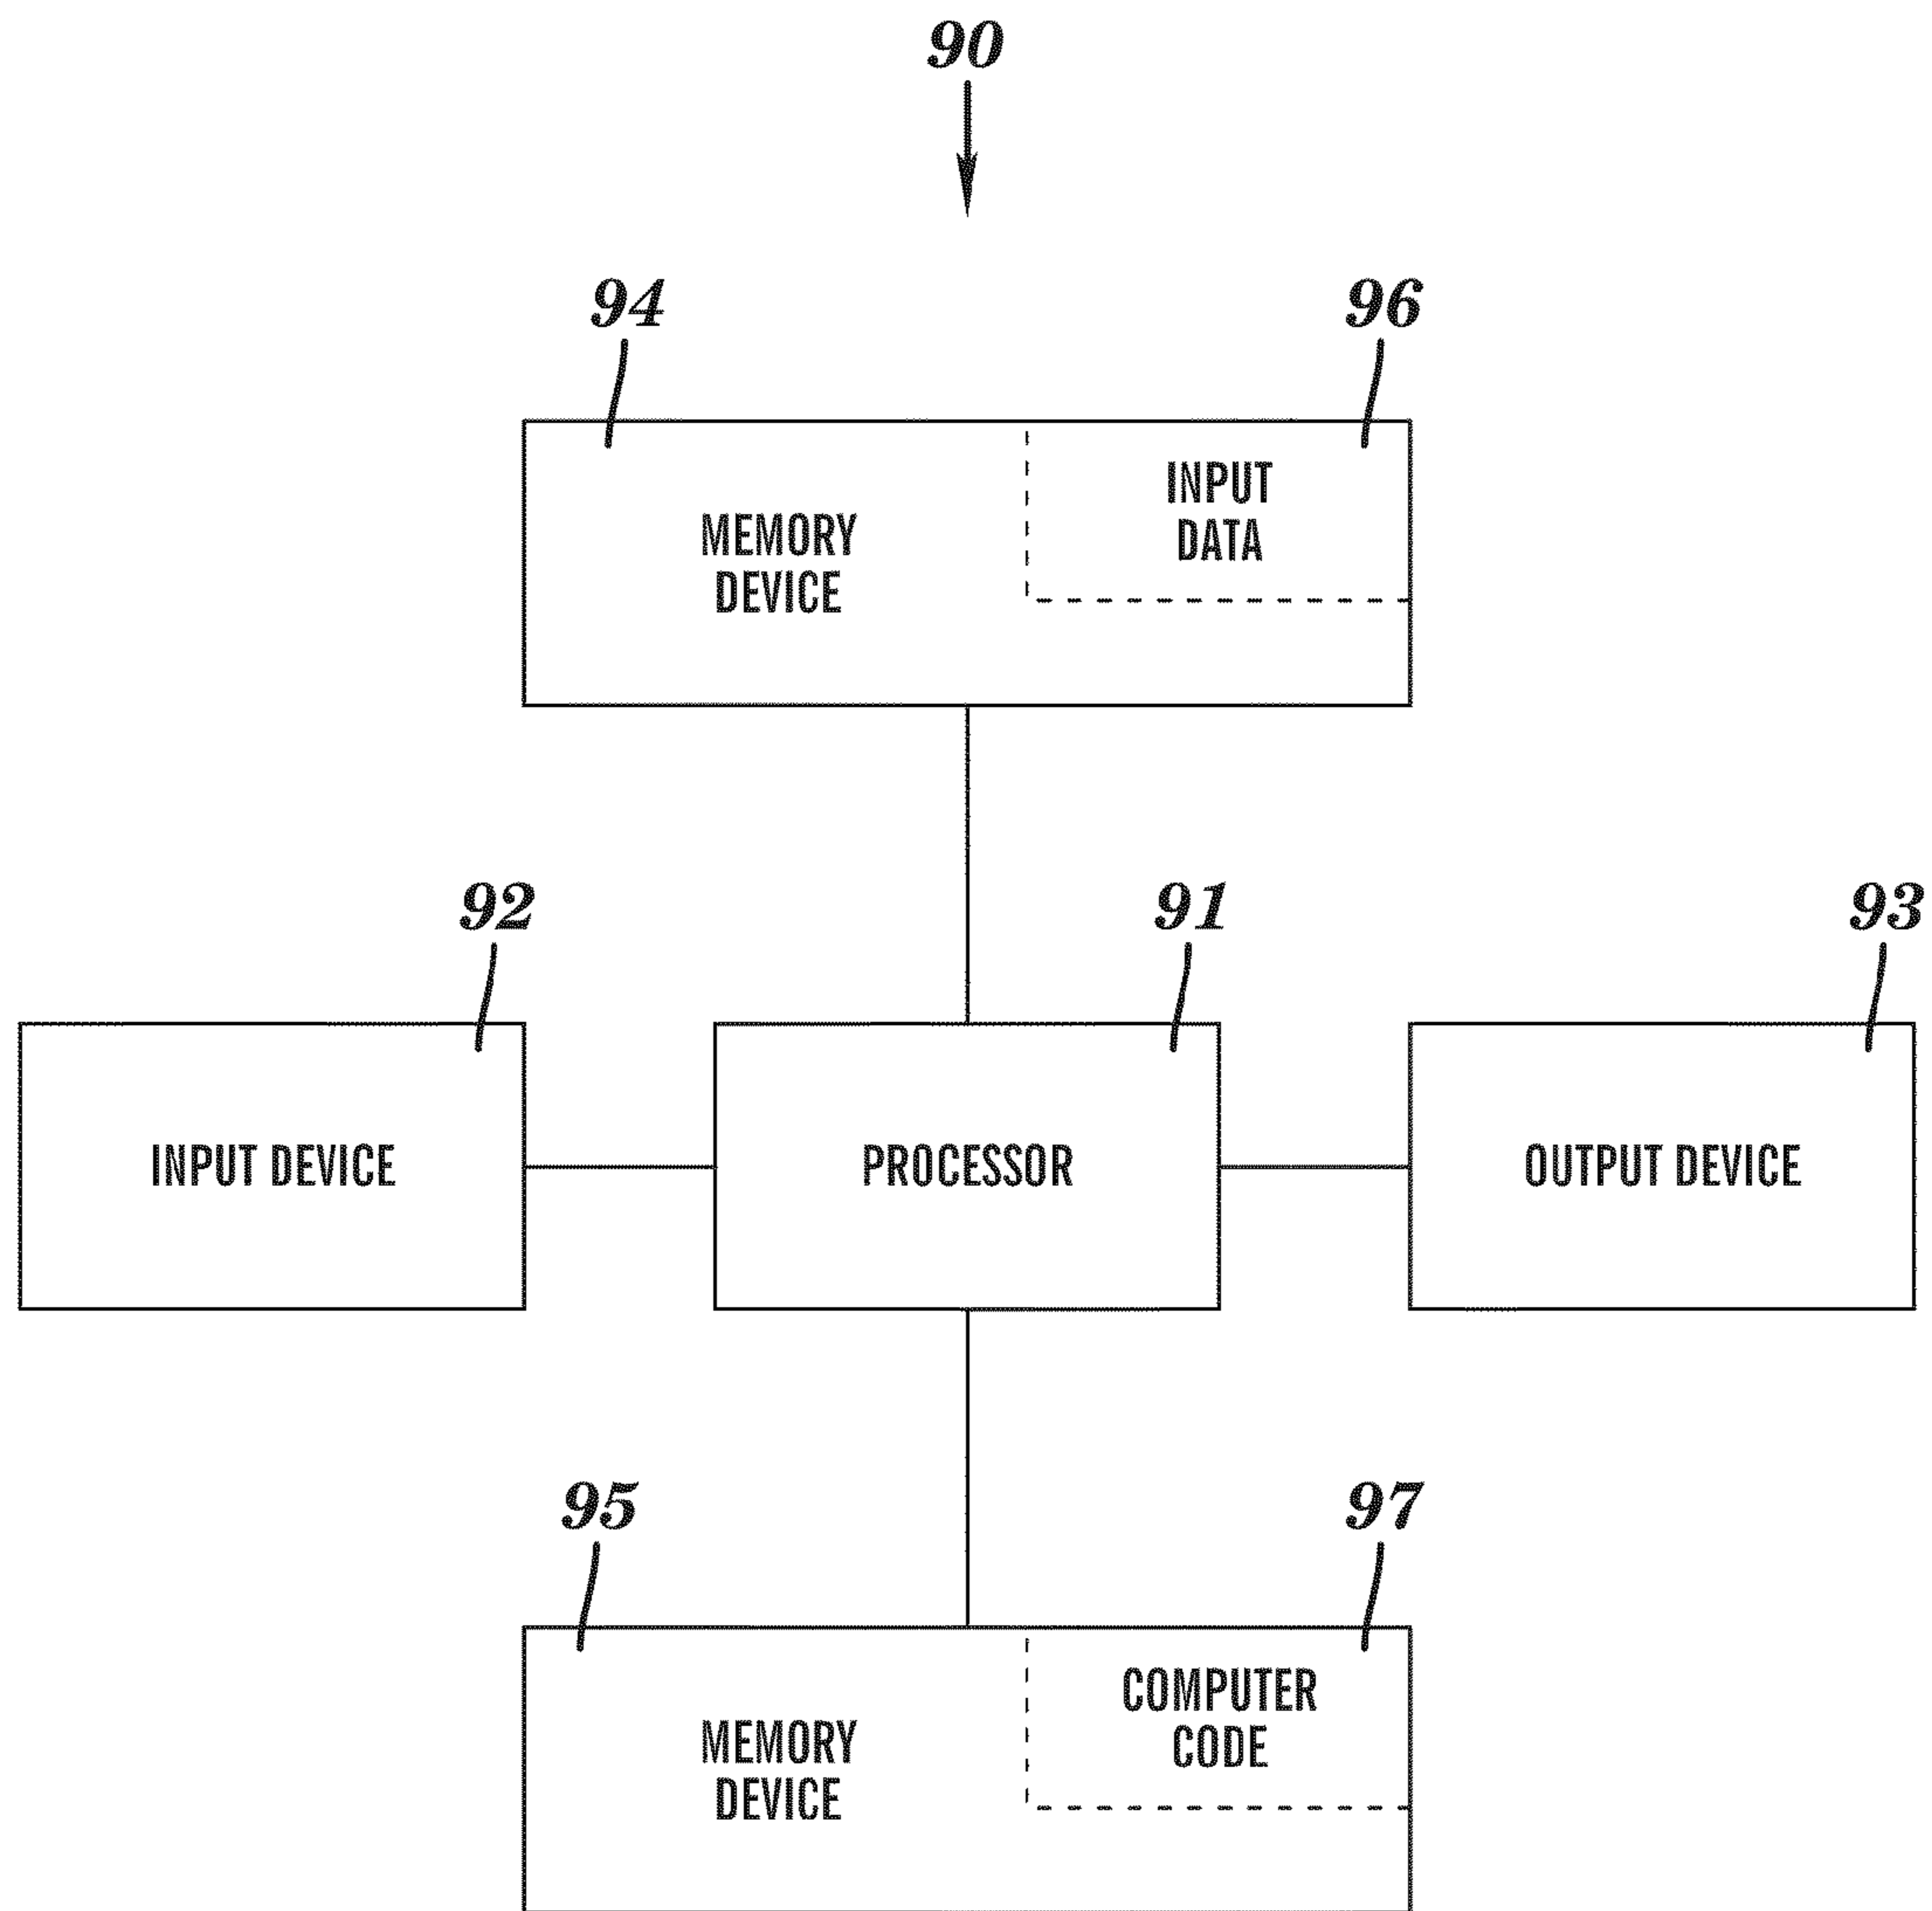 90
94
96
MEMORY
DEVICE
INPUT
DATA
92
91
93
INPUT DEVICE
PROCESSOR
OUTPUT DEVICE
95
97
MEMORY
DEVICE
COMPUTER
CODE